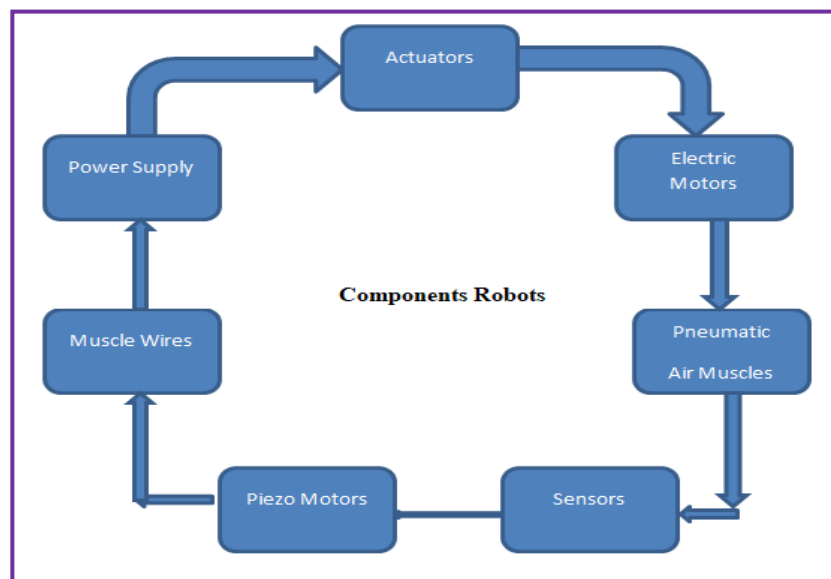 Actuators
Power Supply
Electric
Motors
Components Robots
Muscle Wires
Pneumatic
Air Muscles
Piezo Motors
Sensors